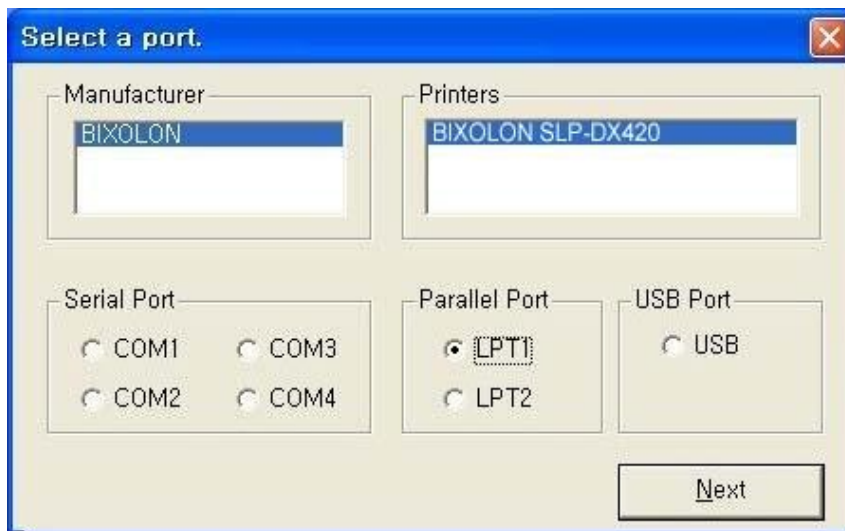 Select a port.
Manufacturer
BIXOLON
Printers
BIXOLON SLP-DX420
Serial Port
COM1 COM3
COM2 COM4
Parallel Port
LPT1
LPT2
USB Port
USB
Next